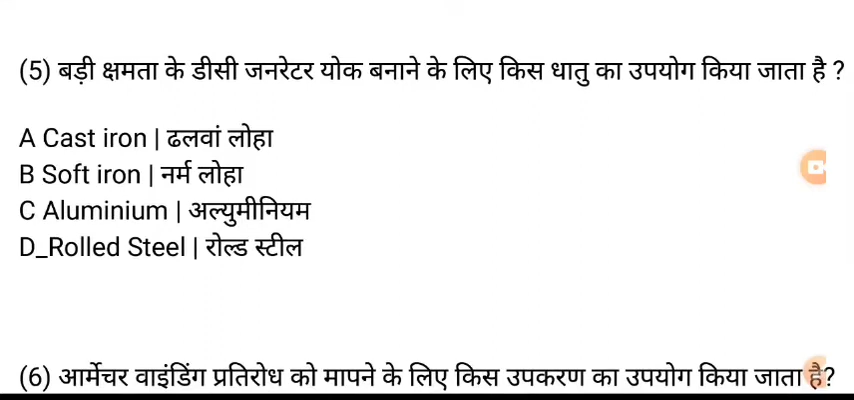 (5) बड़ी क्षमता के डीसी जनरेटर योक बनाने के लिए किस धातु का उपयोग किया जाता है ?
A Cast iron | ढलवां लोहा
B Soft iron | नर्म लोहा
C Aluminium | अल्युमीनियम
D_Rolled Steel | रोल्ड स्टील
(6) आर्मेचर वाइंडिंग प्रतिरोध को मापने के लिए किस उपकरण का उपयोग किया जाता है?